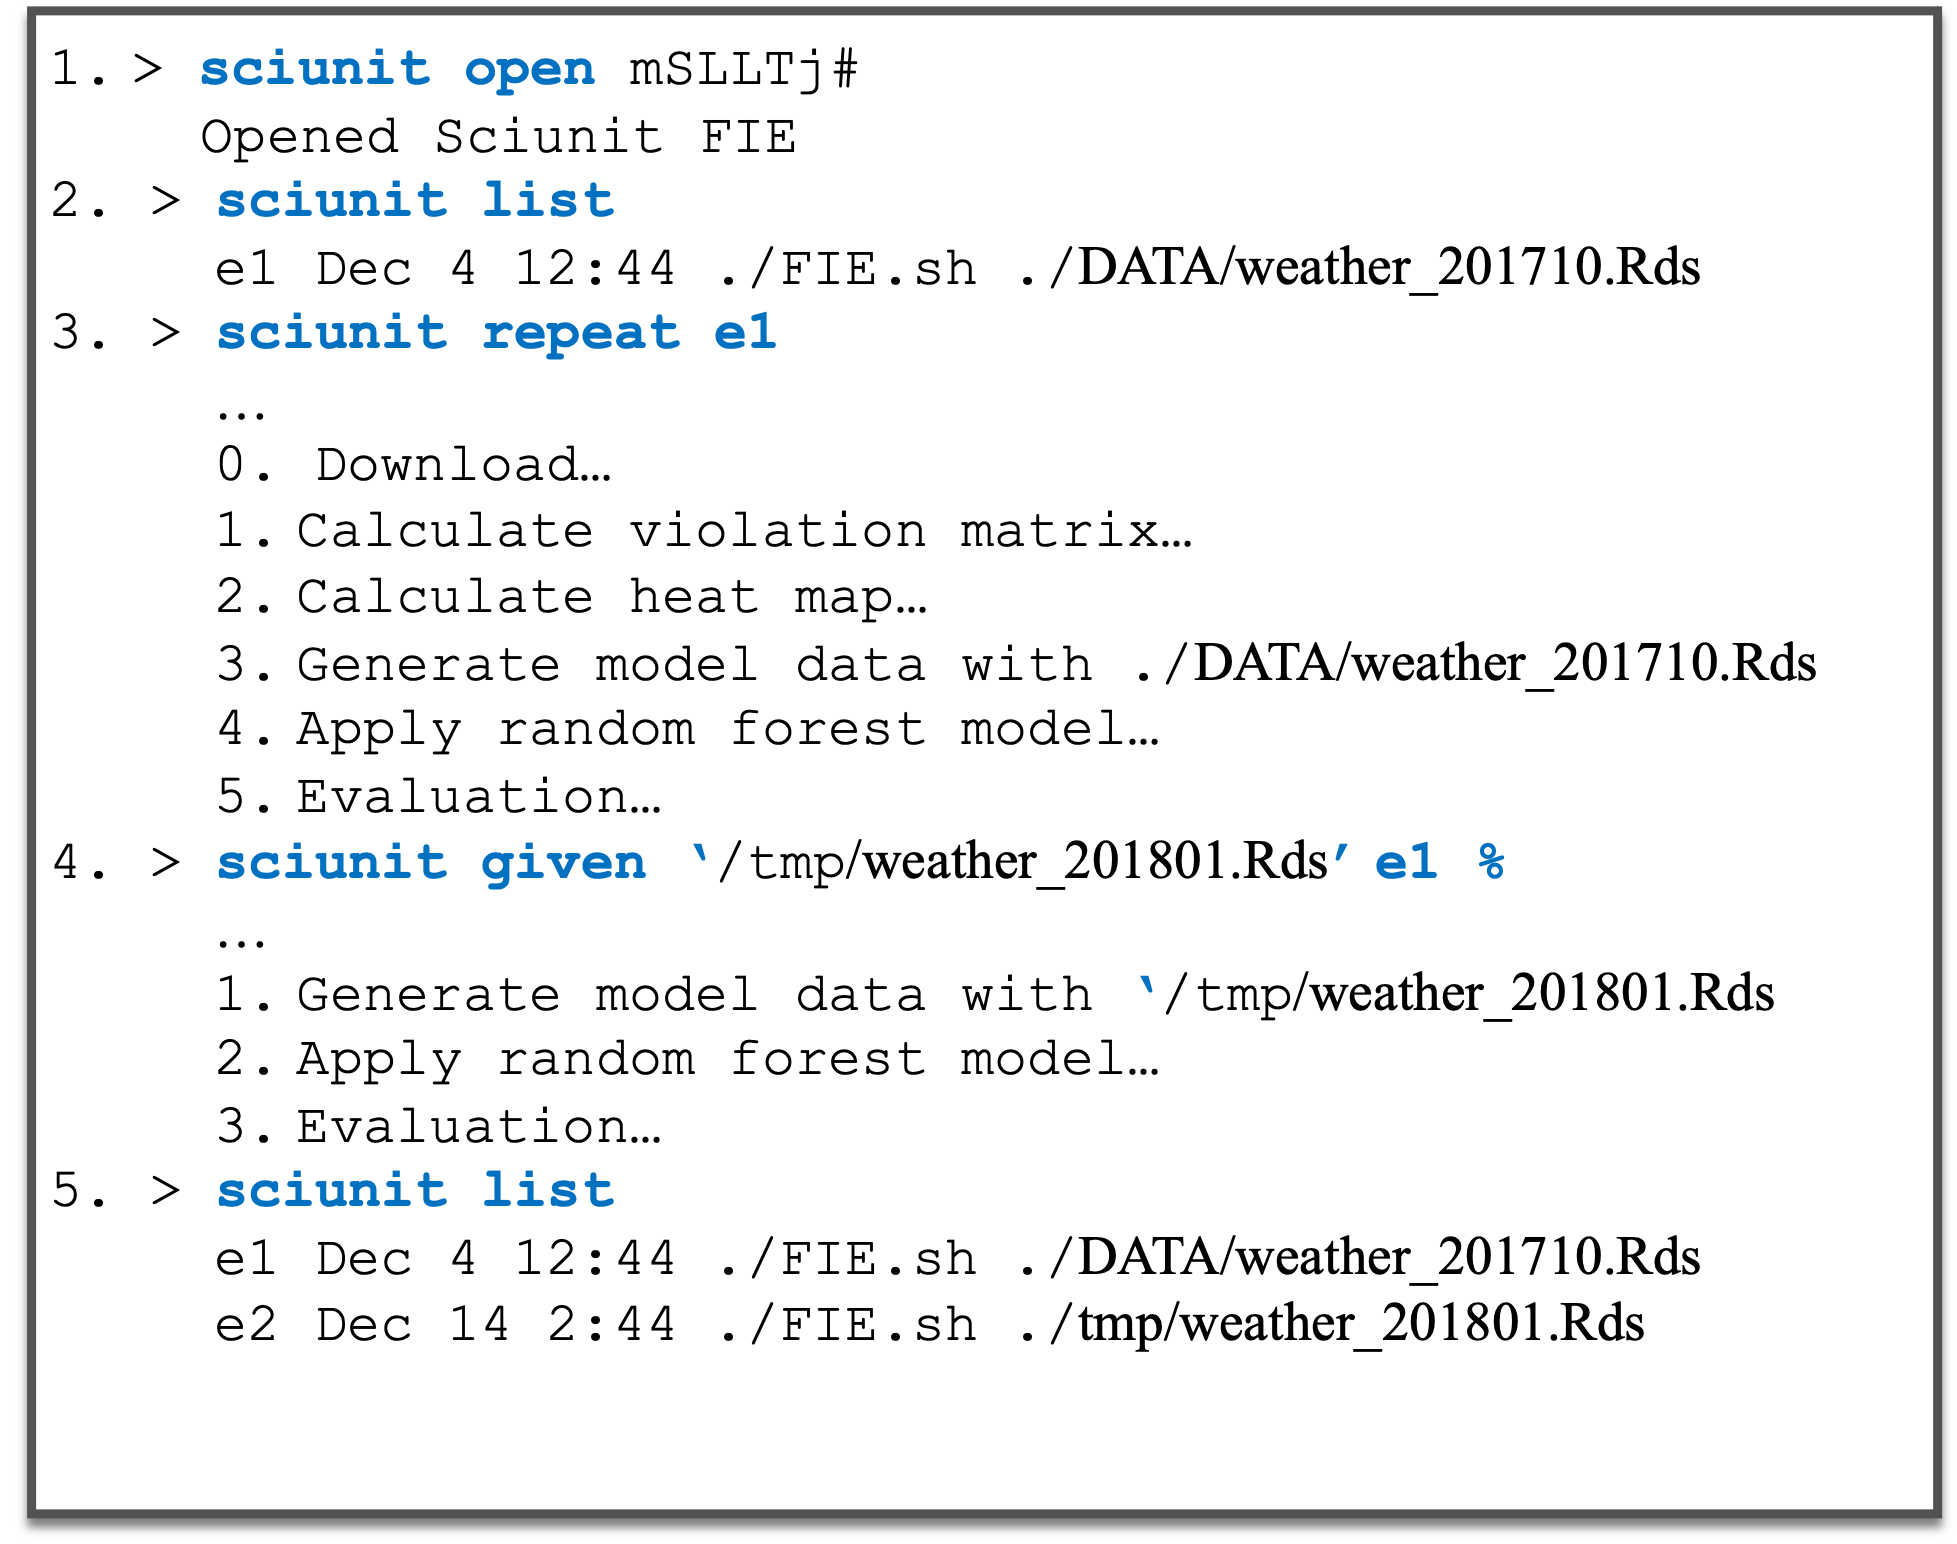 1. > sciunit open mSLLTj#
Opened Sciunit FIE
2. > sciunit list
e1 Dec 4 12:44 ./FIE.sh ./DATA/weather_201710.Rds
3. > sciunit repeat e1
...
0. Download…
1. Calculate violation matrix…
2. Calculate heat map…
3. Generate model data with ./DATA/weather_201710.Rds
4. Apply random forest model…
5. Evaluation…
4. > sciunit given ‘/tmp/weather_201801.Rds’ e1 %
...
1. Generate model data with ‘/tmp/weather_201801.Rds
2. Apply random forest model…
3. Evaluation…
5. > sciunit list
e1 Dec 4 12:44 ./FIE.sh ./DATA/weather_201710.Rds
e2 Dec 14 2:44 ./FIE.sh ./tmp/weather_201801.Rds